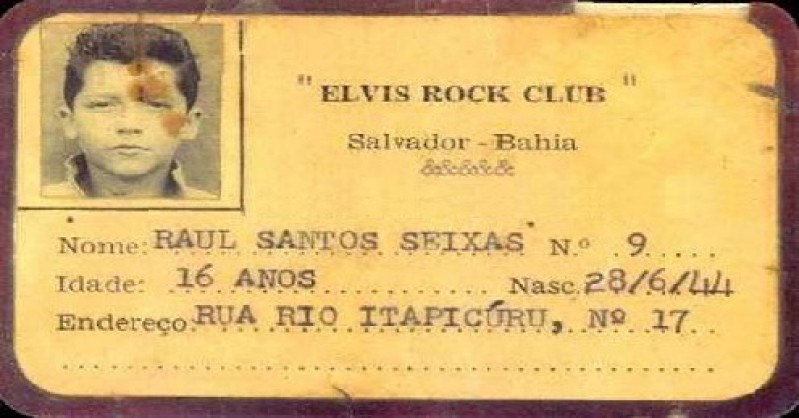 " ELVIS ROCK CLUB "
Salvador - Bahia
&&&&&
Nome: RAUL SANTOS SEIXAS N.º 9
Idade: 16 ANOS Nasc. 28/6/44
Endereço: RUA RIO ITAPICÚRU, Nº 17